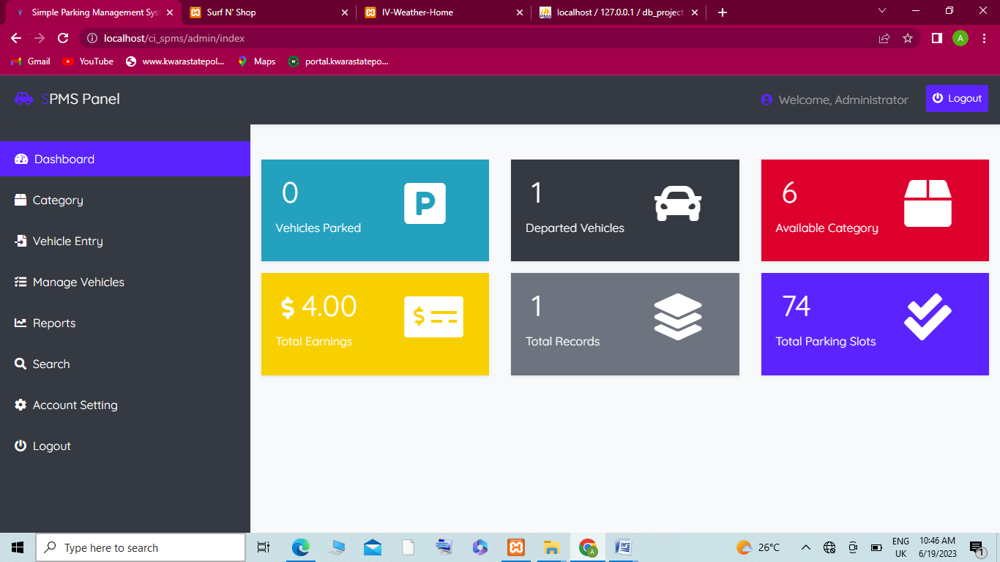 Simple Parking Management Sys
Surf N' Shop
IV-Weather-Home
localhost / 127.0.0.1 / db_project
localhost/ci_spms/admin/index
A
Gmail
YouTube
www.kwarastatepol...
Maps
portal.kwarastatepo...
SPMS Panel
Welcome, Administrator
Logout
Dashboard
Category
Vehicle Entry
Manage Vehicles
Reports
Search
Account Setting
Logout
0
P
Vehicles Parked
1
Departed Vehicles
6
Available Category
$ 4.00
$
Total Earnings
1
Total Records
74
Total Parking Slots
Type here to search
26°C
ENG
UK
10:46 AM
6/19/2023
1